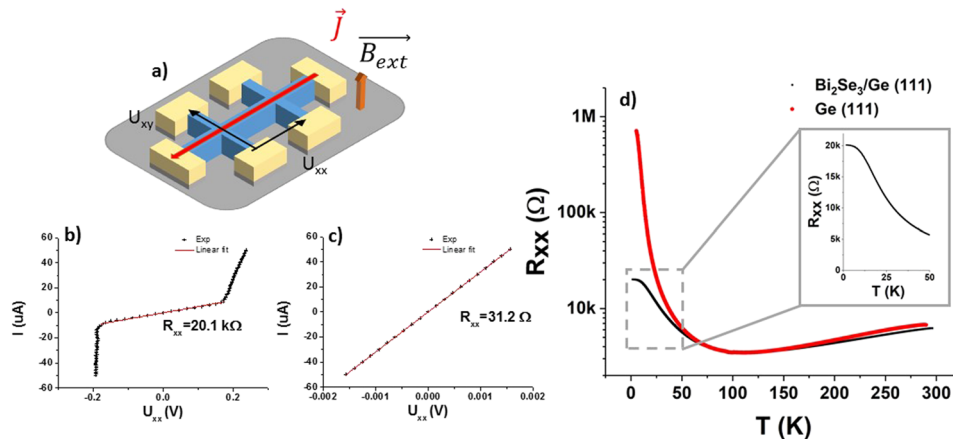 a)
J
B_ext
U_xy
U_xx
b)
60
40
20
0
-20
-40
-60
I (uA)
Exp
Linear fit
R_xx=20.1 kΩ
-0.2
0.0
0.2
U_xx (V)
c)
60
40
20
0
-20
-40
-60
I (uA)
Exp
Linear fit
R_xx=31.2 Ω
-0.002
-0.001
0.000
0.001
0.002
U_xx (V)
d)
Bi₂Se₃/Ge (111)
Ge (111)
1M
100k
10k
Rxx (Ω)
0
50
100
150
200
250
300
T (K)
20k
15k
10k
5k
0
Rxx (Ω)
0
25
50
T (K)